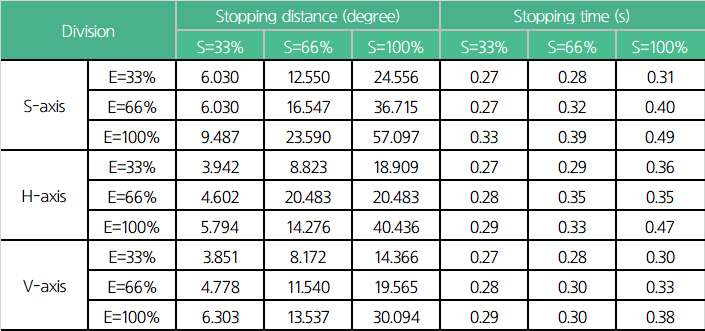 Division Stopping distance (degree) Stopping time (s)
S=33% S=66% S=100% S=33% S=66% S=100%
S-axis E=33% 6.030 12.550 24.556 0.27 0.28 0.31
E=66% 6.030 16.547 36.715 0.27 0.32 0.40
E=100% 9.487 23.590 57.097 0.33 0.39 0.49
H-axis E=33% 3.942 8.823 18.909 0.27 0.29 0.36
E=66% 4.602 20.483 20.483 0.28 0.35 0.35
E=100% 5.794 14.276 40.436 0.29 0.33 0.47
V-axis E=33% 3.851 8.172 14.366 0.27 0.28 0.30
E=66% 4.778 11.540 19.565 0.28 0.30 0.33
E=100% 6.303 13.537 30.094 0.29 0.30 0.38